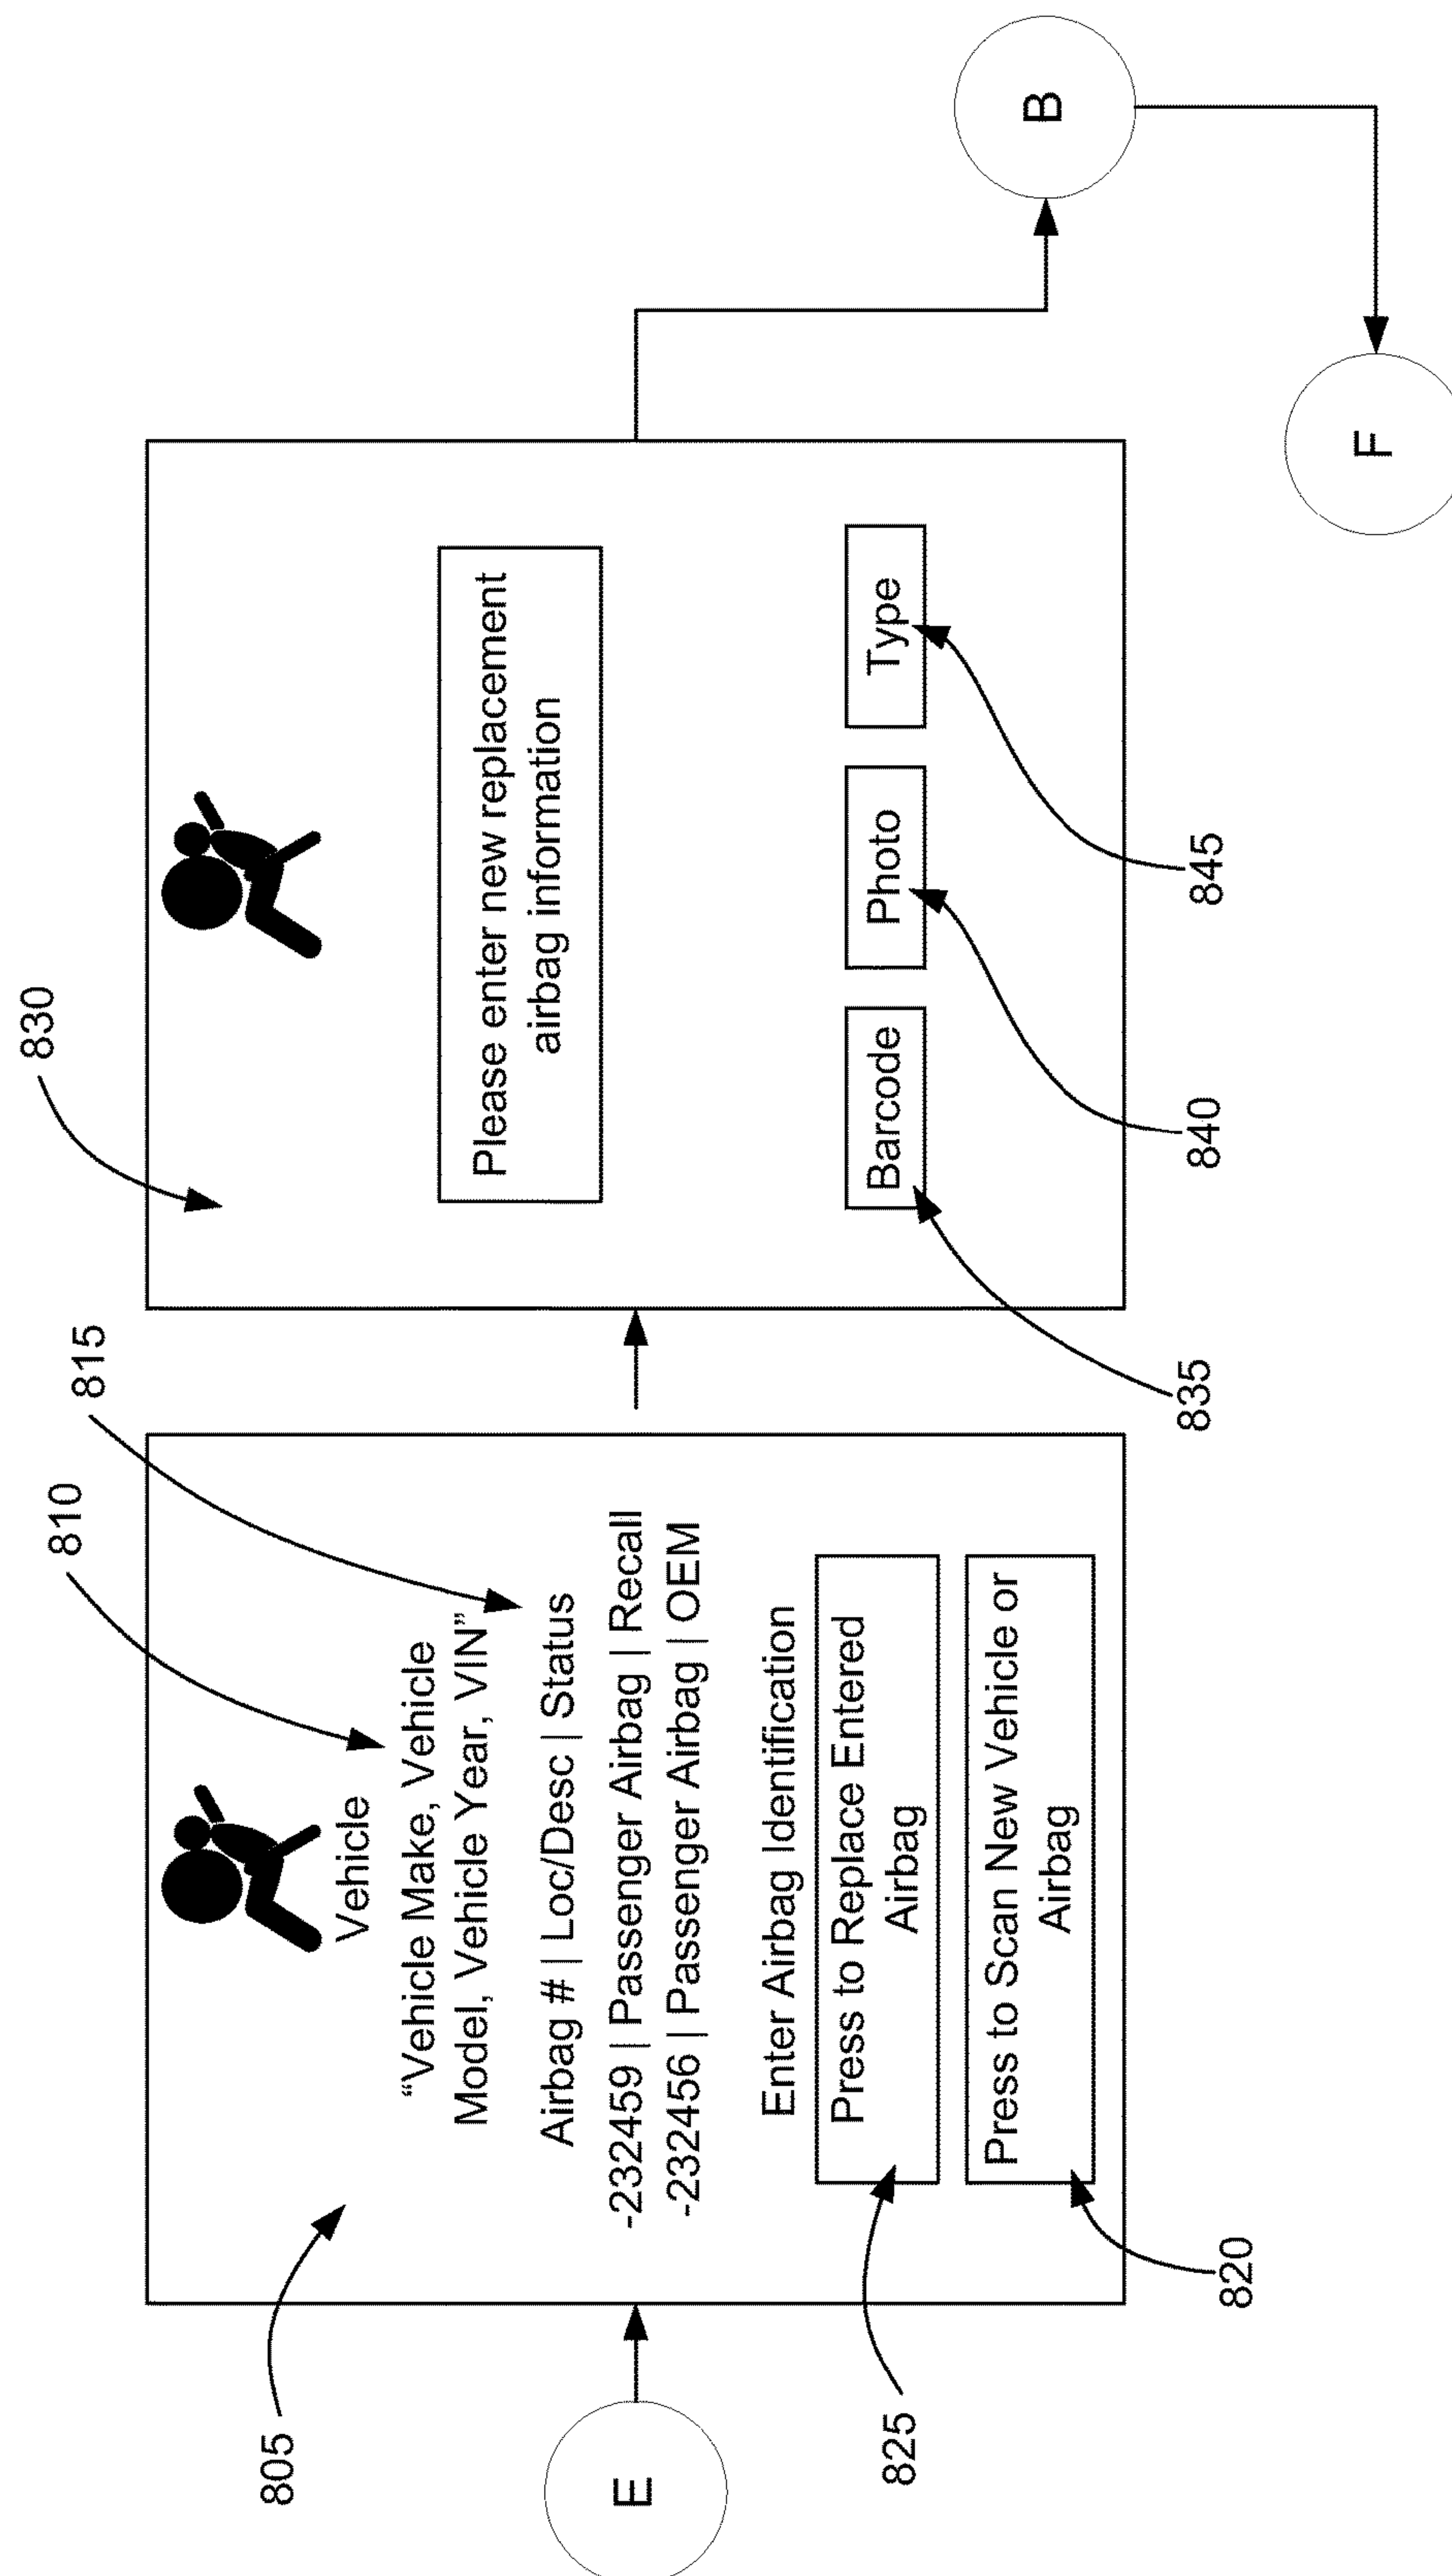 805
810
815
E
Vehicle
“Vehicle Make, Vehicle
Model, Vehicle Year, VIN”
Airbag # | Loc/Desc | Status
-232459 | Passenger Airbag | Recall
-232456 | Passenger Airbag | OEM
Enter Airbag Identification
Press to Replace Entered
Airbag
Press to Scan New Vehicle or
Airbag
825
820
830
Please enter new replacement
airbag information
Barcode Photo Type
835
840
845
B
F